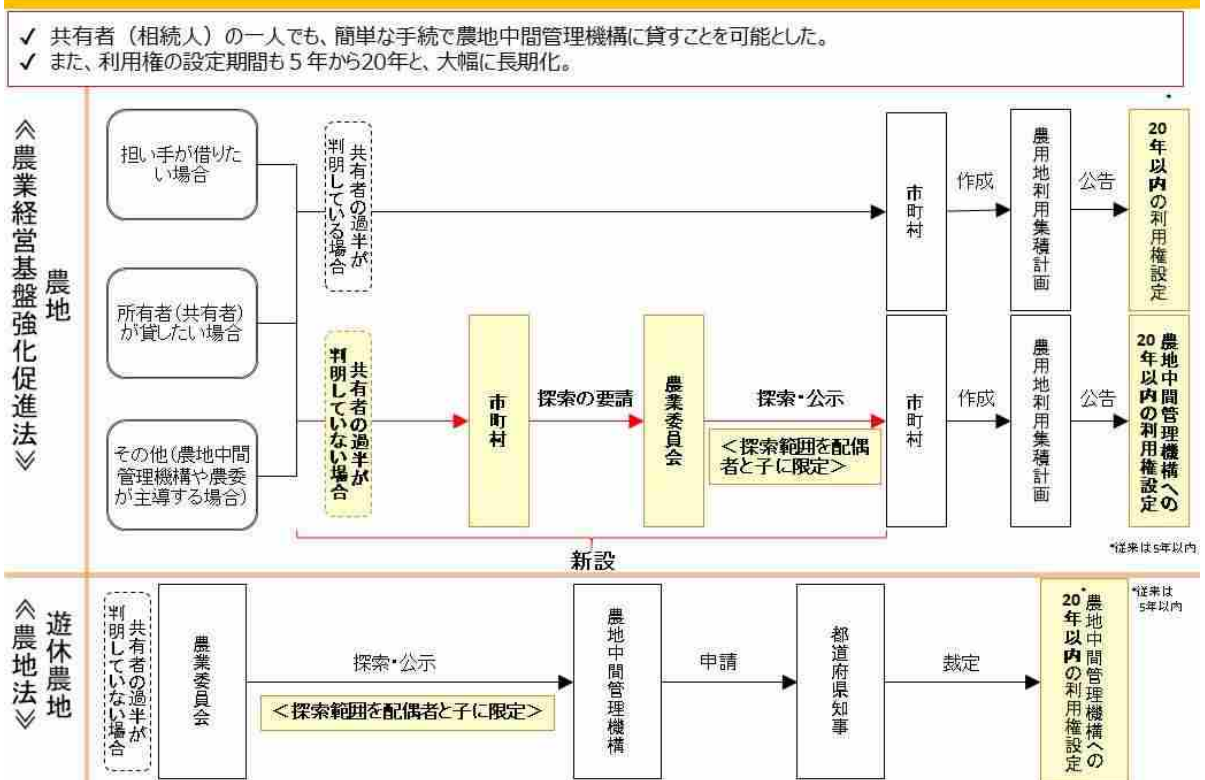 ✓ 共有者（相続人）の一人でも、簡単な手続で農地中間管理機構に貸すことを可能とした。
✓ また、利用権の設定期間も５年から20年と、大幅に長期化。
農地
≪農業経営基盤強化促進法≫
担い手が借りた
い場合
所有者(共有者)
が貸したい場合
その他(農地中間
管理機構や農委
が主導する場合)
共有者の過半が
判明している場合
市町村
作成
農用地利用集積計画
公告
20年以内の利用権設定
共有者の過半が
判明していない場合
市町村
探索の要請
農業委員会
探索・公示
＜探索範囲を配偶
者と子に限定＞
市町村
作成
農用地利用集積計画
公告
農地中間管理機構への
20年以内の利用権設定
*従来は5年以内
新設
遊休農地
≪農地法≫
共有者の過半が
判明していない場合
農業委員会
探索・公示
＜探索範囲を配偶者と子に限定＞
農地中間管理機構
申請
都道府県知事
裁定
農地中間管理機構への
20年以内の利用権設定
*従来は
5年以内